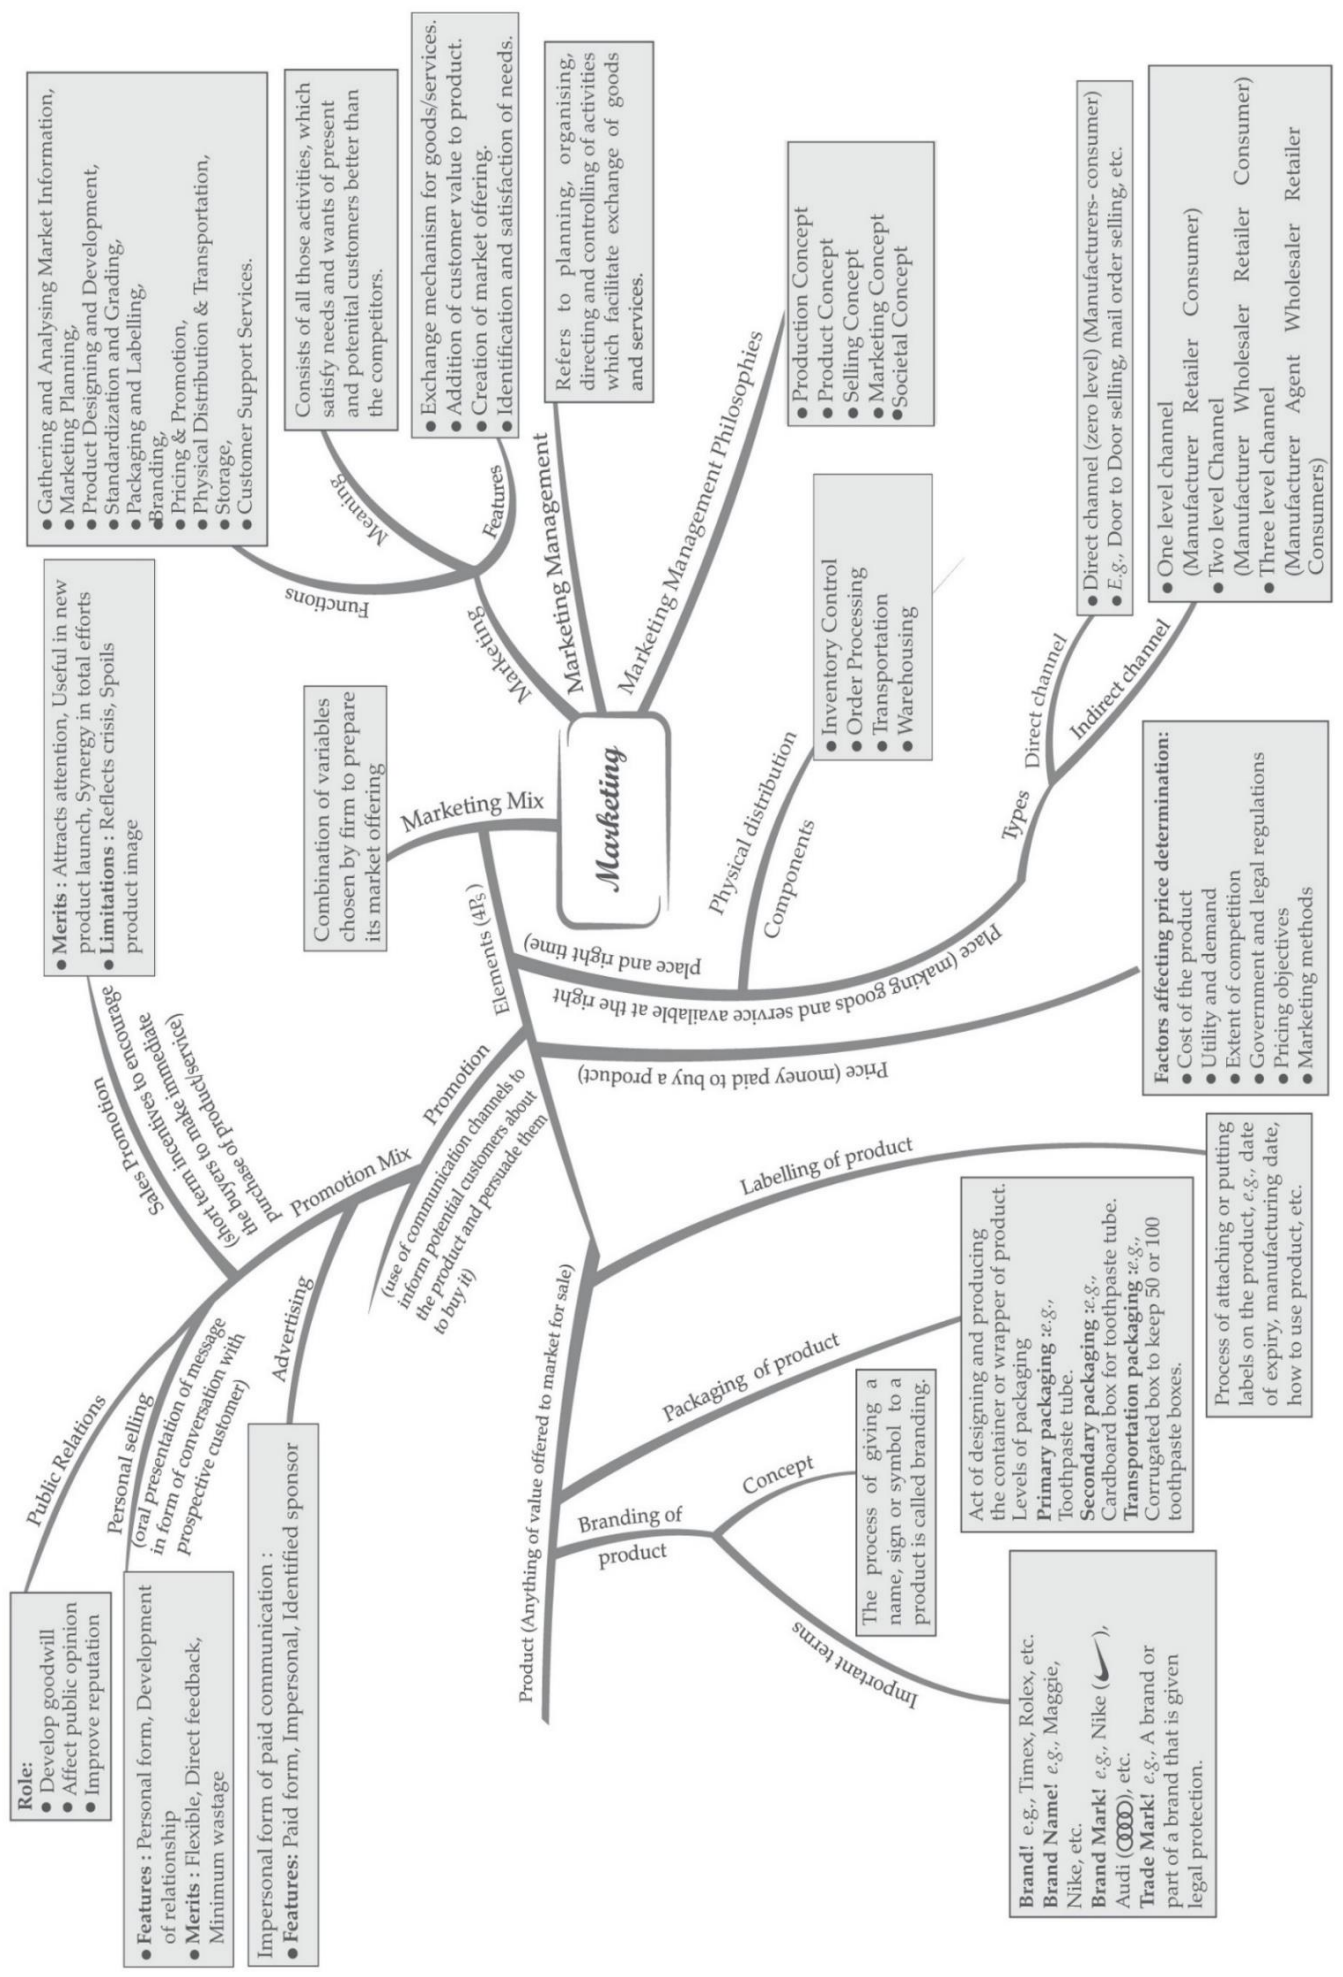 Marketing
Marketing
Functions
● Gathering and Analysing Market Information,
● Marketing Planning,
● Product Designing and Development,
● Standardization and Grading,
● Packaging and Labelling,
● Branding,
● Pricing & Promotion,
● Physical Distribution & Transportation,
● Storage,
● Customer Support Services.
Meaning
Consists of all those activities, which
satisfy needs and wants of present
and potenital customers better than
the competitors.
Features
● Exchange mechanism for goods/services.
● Addition of customer value to product.
● Creation of market offering.
● Identification and satisfaction of needs.
Marketing Management
Refers to planning, organising,
directing and controlling of activities
which facilitate exchange of goods
and services.
Marketing Management Philosophies
● Production Concept
● Product Concept
● Selling Concept
● Marketing Concept
● Societal Concept
Marketing Mix
Combination of variables
chosen by firm to prepare
its market offering
Elements (4Ps)
Place (making goods and service available at the right
place and right time)
Physical distribution
Components
● Inventory Control
● Order Processing
● Transportation
● Warehousing
Types
Direct channel
● Direct channel (zero level) (Manufacturers- consumer)
● E.g., Door to Door selling, mail order selling, etc.
Indirect channel
● One level channel
(Manufacturer Retailer Consumer)
● Two level Channel
(Manufacturer Wholesaler Retailer Consumer)
● Three level channel
(Manufacturer Agent Wholesaler Retailer
Consumers)
Price (money paid to buy a product)
Factors affecting price determination:
● Cost of the product
● Utility and demand
● Extent of competition
● Government and legal regulations
● Pricing objectives
● Marketing methods
Promotion
(use of communication channels to
inform potential customers about
the product and persuade them
to buy it)
Promotion Mix
Sales Promotion
(short term incentives to encourage
the buyers to make immediate
purchase of product/service)
● Merits : Attracts attention, Useful in new
product launch, Synergy in total efforts
● Limitations : Reflects crisis, Spoils
product image
Public Relations
Role:
● Develop goodwill
● Affect public opinion
● Improve reputation
Personal selling
(oral presentation of message
in form of conversation with
prospective customer)
● Features : Personal form, Development
of relationship
● Merits : Flexible, Direct feedback,
Minimum wastage
Advertising
Impersonal form of paid communication :
● Features: Paid form, Impersonal, Identified sponsor
Product (Anything of value offered to market for sale)
Labelling of product
Process of attaching or putting
labels on the product, e.g., date
of expiry, manufacturing date,
how to use product, etc.
Packaging of product
Act of designing and producing
the container or wrapper of product.
Levels of packaging
Primary packaging :e.g.,
Toothpaste tube.
Secondary packaging :e.g.,
Cardboard box for toothpaste tube.
Transportation packaging :e.g.,
Corrugated box to keep 50 or 100
toothpaste boxes.
Branding of
product
Concept
The process of giving a
name, sign or symbol to a
product is called branding.
Important terms
Brand! e.g., Timex, Rolex, etc.
Brand Name! e.g., Maggie,
Nike, etc.
Brand Mark! e.g., Nike ( ),
Audi ( ), etc.
Trade Mark! e.g., A brand or
part of a brand that is given
legal protection.